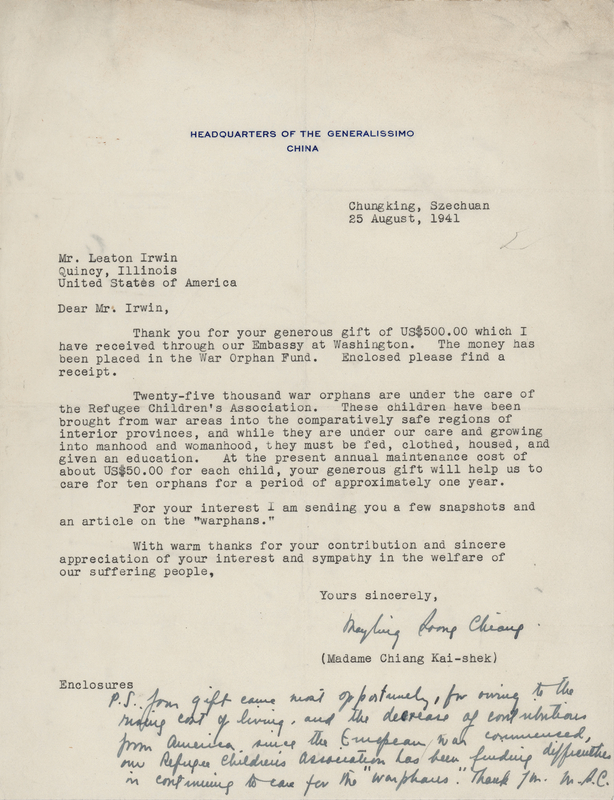 HEADQUARTERS OF THE GENERALISSIMO
CHINA
Chungking, Szechuan
25 August, 1941
2
Mr. Leaton Irwin
Quincy, Illinois
United States of America
Dear Mr. Irwin,
Thank you for your generous gift of US$500.00 which I
have received through our Embassy at Washington. The money has
been placed in the War Orphan Fund. Enclosed please find a
receipt.
Twenty-five thousand war orphans are under the care of
the Refugee Children's Association. These children have been
brought from war areas into the comparatively safe regions of
interior provinces, and while they are under our care and growing
into manhood and womanhood, they must be fed, clothed, housed, and
given an education. At the present annual maintenance cost of
about US$50.00 for each child, your generous gift will help us to
care for ten orphans for a period of approximately one year.
For your interest I am sending you a few snapshots and
an article on the "warphans."
With warm thanks for your contribution and sincere
appreciation of your interest and sympathy in the welfare of
our suffering people,
Yours sincerely,
Mayling Soong Chiang
(Madame Chiang Kai-shek)
Enclosures
P.S. Your gift came most opportunely, for owing to the
rising cost of living, and the decrease of contributions
from America since the European war commenced,
our Refugee Children's Association has been finding difficulties
in continuing to care for the "warphans". Thank you. M.S.C.